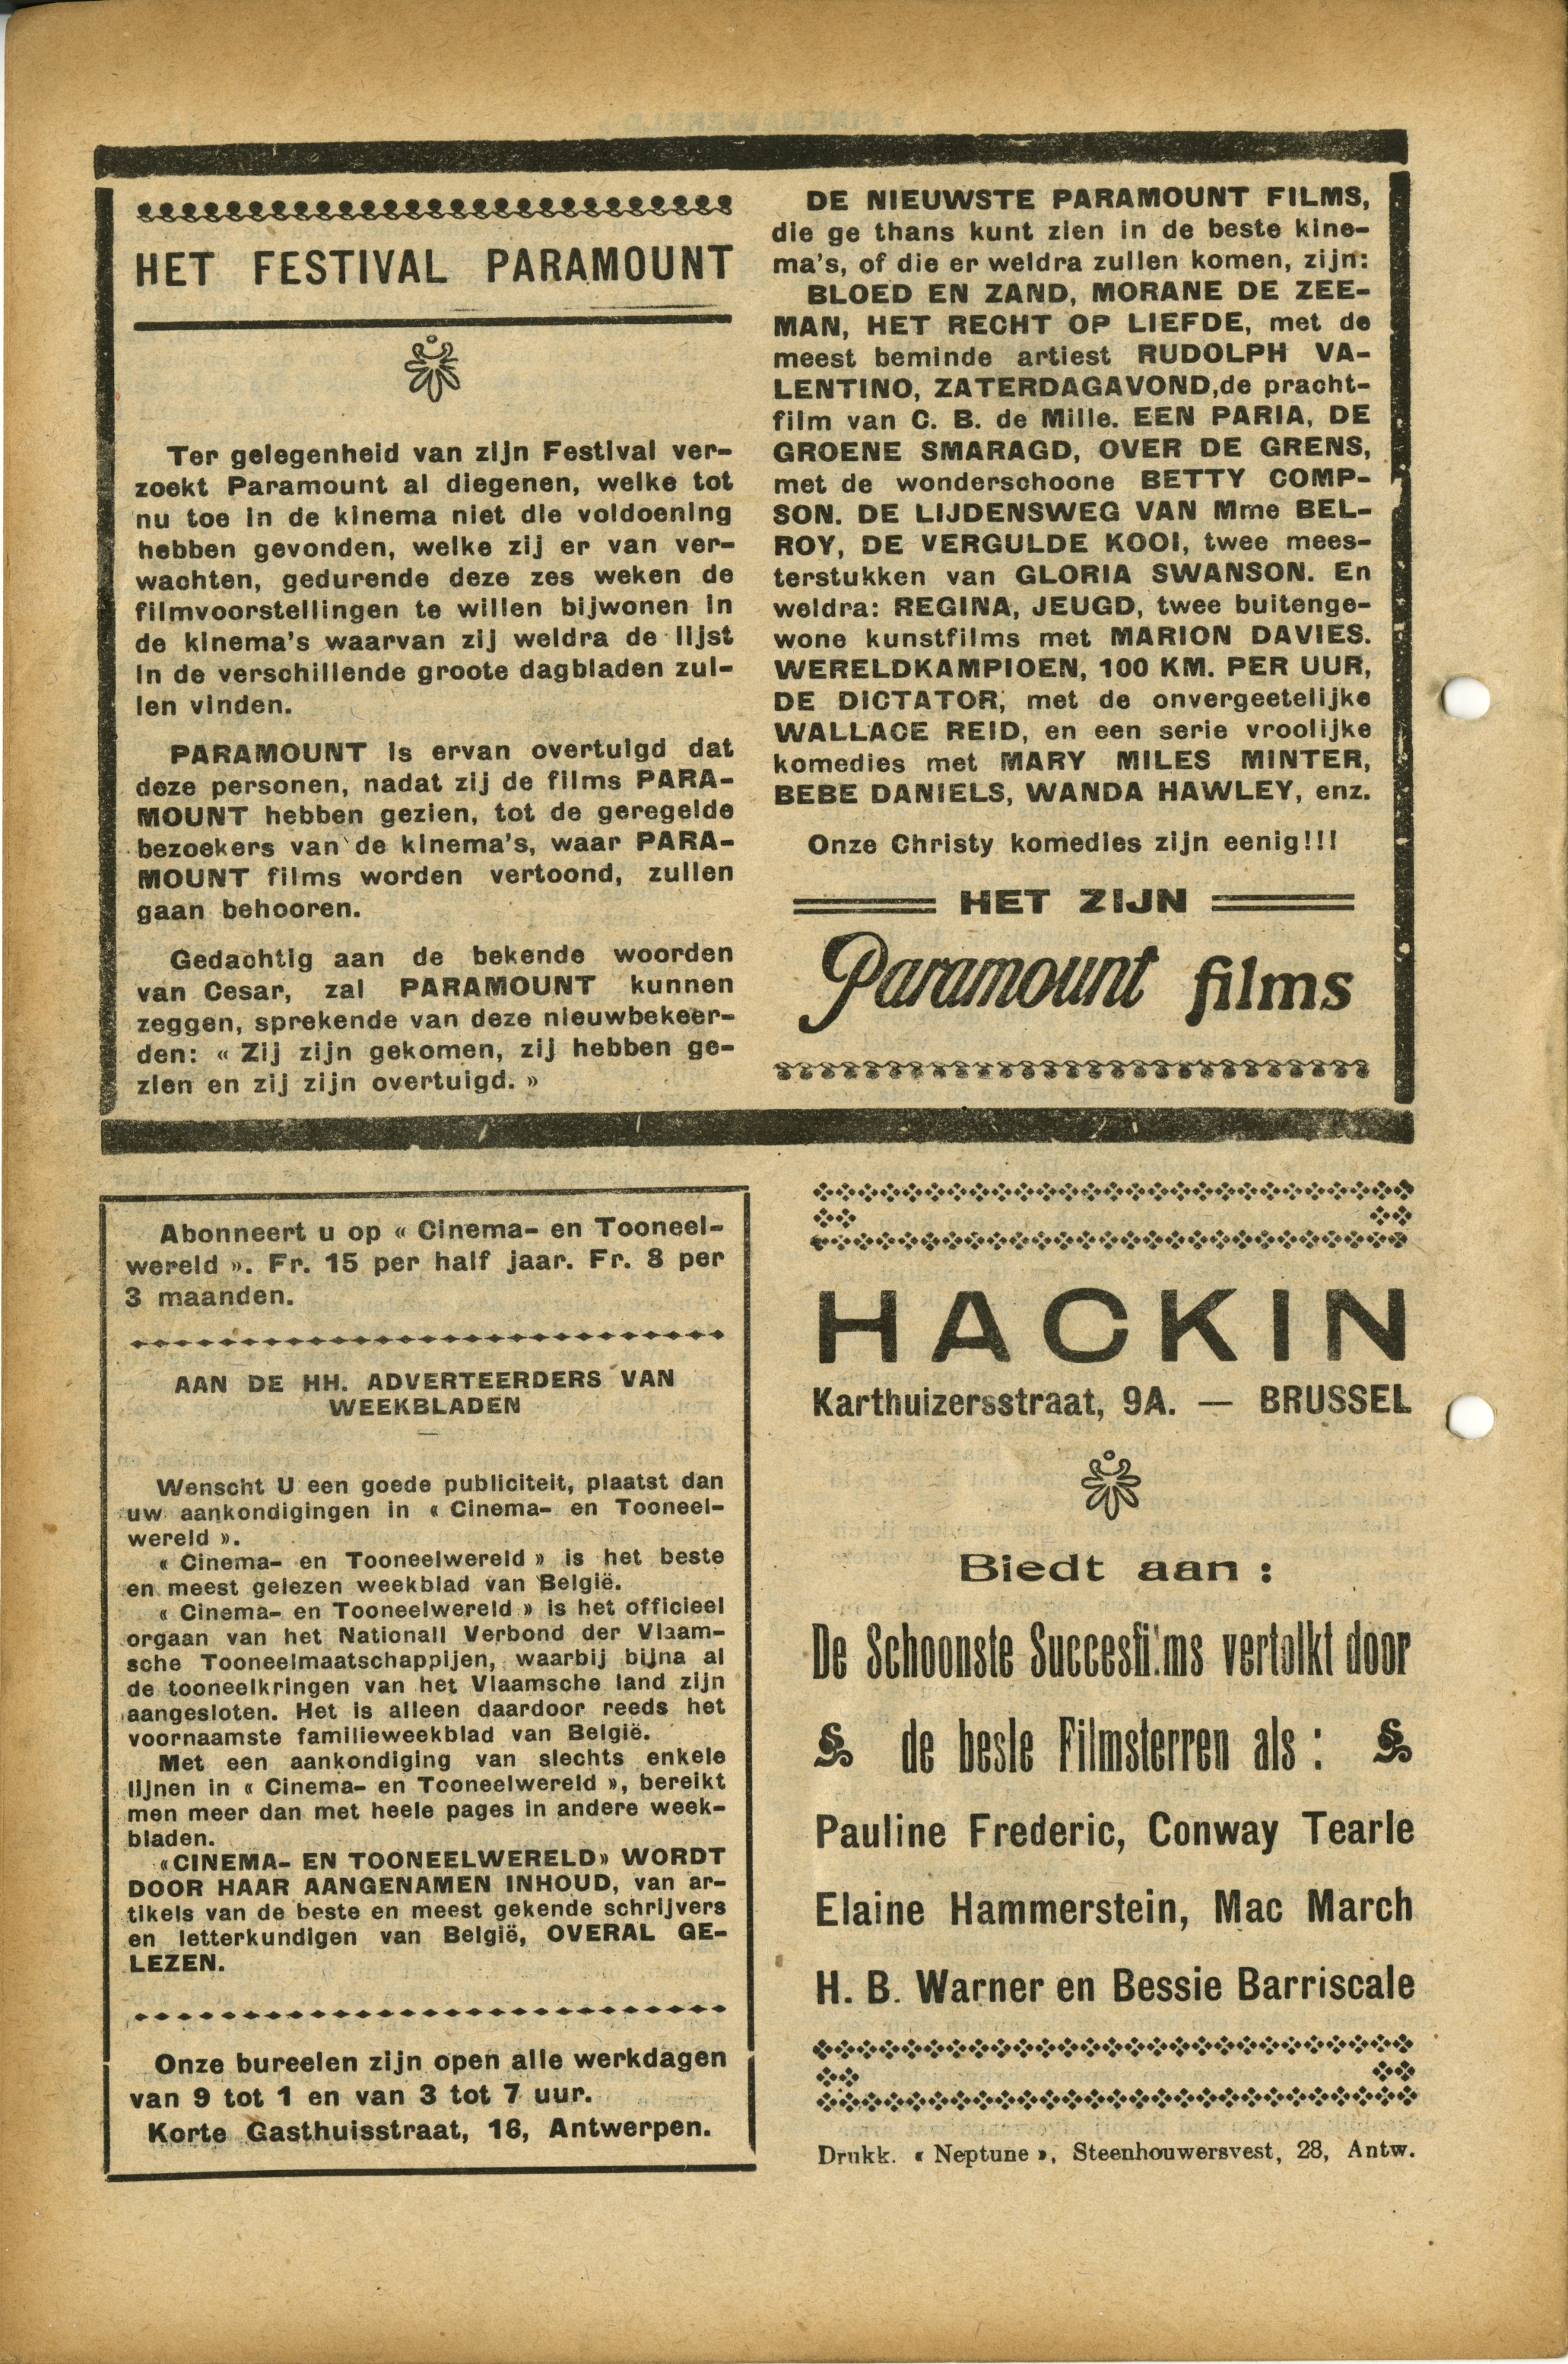 HET FESTIVAL PARAMOUNT
Ter gelegenheid van zijn Festival ver-
zoekt Paramount al diegenen, welke tot
nu toe in de kinema niet die voldoening
hebben gevonden, welke zij er van ver-
wachten, gedurende deze zes weken de
filmvoorstellingen te willen bijwonen in
de kinema's waarvan zij weldra de lijst
in de verschillende groote dagbladen zul-
len vinden.
PARAMOUNT is ervan overtuigd dat
deze personen, nadat zij de films PARA-
MOUNT hebben gezien, tot de geregelde
bezoekers van de kinema's, waar PARA-
MOUNT films worden vertoond, zullen
gaan behooren.
Gedachtig aan de bekende woorden
van Cesar, zal PARAMOUNT kunnen
zeggen, sprekende van deze nieuwbekeer-
den: « Zij zijn gekomen, zij hebben ge-
zien en zij zijn overtuigd. »
DE NIEUWSTE PARAMOUNT FILMS,
die ge thans kunt zien in de beste kine-
ma's, of die er weldra zullen komen, zijn:
BLOED EN ZAND, MORANE DE ZEE-
MAN, HET RECHT OP LIEFDE, met de
meest beminde artiest RUDOLPH VA-
LENTINO, ZATERDAGAVOND,de pracht-
film van C. B. de Mille. EEN PARIA, DE
GROENE SMARAGD, OVER DE GRENS,
met de wonderschoone BETTY COMP-
SON. DE LIJDENSWEG VAN Mme BEL-
ROY, DE VERGULDE KOOI, twee mees-
terstukken van GLORIA SWANSON. En
weldra: REGINA, JEUGD, twee buitenge-
wone kunstfilms met MARION DAVIES.
WERELDKAMPIOEN, 100 KM. PER UUR,
DE DICTATOR, met de onvergeetelijke
WALLACE REID, en een serie vroolijke
komedies met MARY MILES MINTER,
BEBE DANIELS, WANDA HAWLEY, enz.
Onze Christy komedies zijn eenig!!!
HET ZIJN
Paramount films
Abonneert u op « Cinema- en Tooneel-
wereld ». Fr. 15 per half jaar. Fr. 8 per
3 maanden.
AAN DE HH. ADVERTEERDERS VAN
WEEKBLADEN
Wenscht U een goede publiciteit, plaatst dan
uw aankondigingen in « Cinema- en Tooneel-
wereld ».
« Cinema- en Tooneelwereld » is het beste
en meest gelezen weekblad van België.
« Cinema- en Tooneelwereld » is het officieel
orgaan van het Nationall Verbond der Vlaam-
sche Tooneelmaatschappijen, waarbij bijna al
de tooneelkringen van het Vlaamsche land zijn
aangesloten. Het is alleen daardoor reeds het
voornaamste familieweekblad van België.
Met een aankondiging van slechts enkele
lijnen in « Cinema- en Tooneelwereld », bereikt
men meer dan met heele pages in andere week-
bladen.
«CINEMA- EN TOONEELWERELD» WORDT
DOOR HAAR AANGENAMEN INHOUD, van ar-
tikels van de beste en meest gekende schrijvers
en letterkundigen van België, OVERAL GE-
LEZEN.
Onze bureelen zijn open alle werkdagen
van 9 tot 1 en van 3 tot 7 uur.
Korte Gasthuisstraat, 16, Antwerpen.
HACKIN
Karthuizersstraat, 9A. — BRUSSEL
Biedt aan :
De Schoonste Succesfilms vertolkt door
de beste Filmsterren als :
Pauline Frederic, Conway Tearle
Elaine Hammerstein, Mac March
H. B. Warner en Bessie Barriscale
Drukk. « Neptune », Steenhouwersvest, 28, Antw.